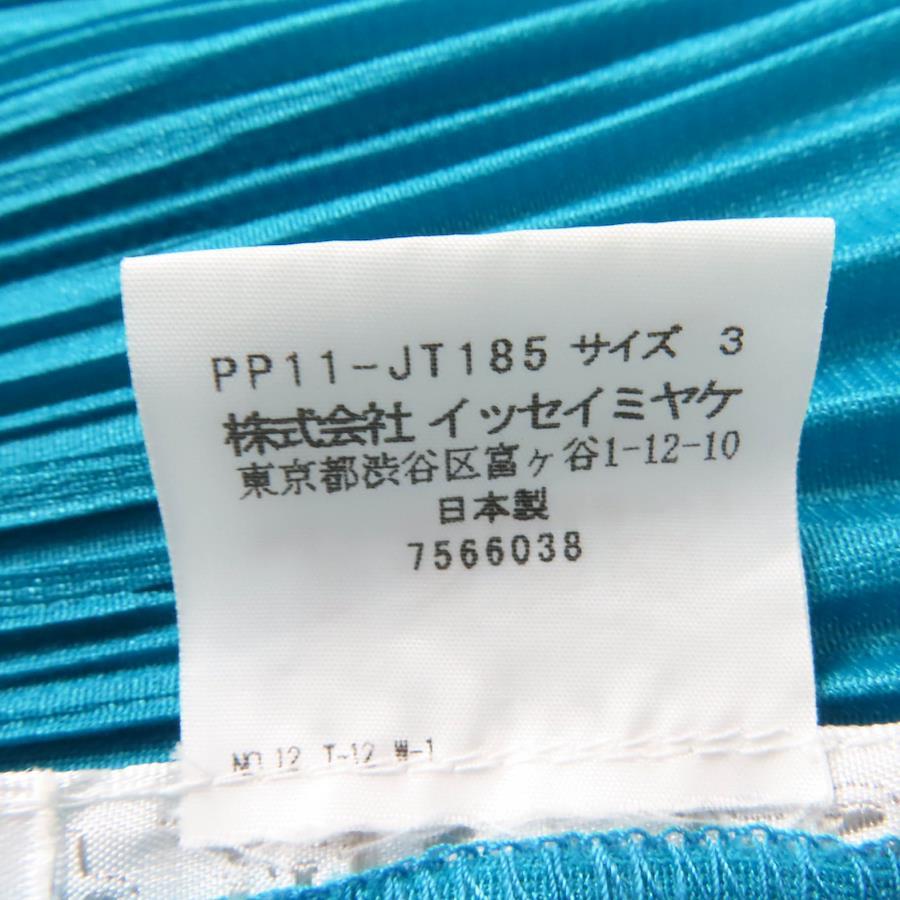 PP11-JT185 サイズ 3
株式会社 イッセイミヤケ
東京都渋谷区富ヶ谷1-12-10
日本製
7566038
NO.12 T-12 W-1